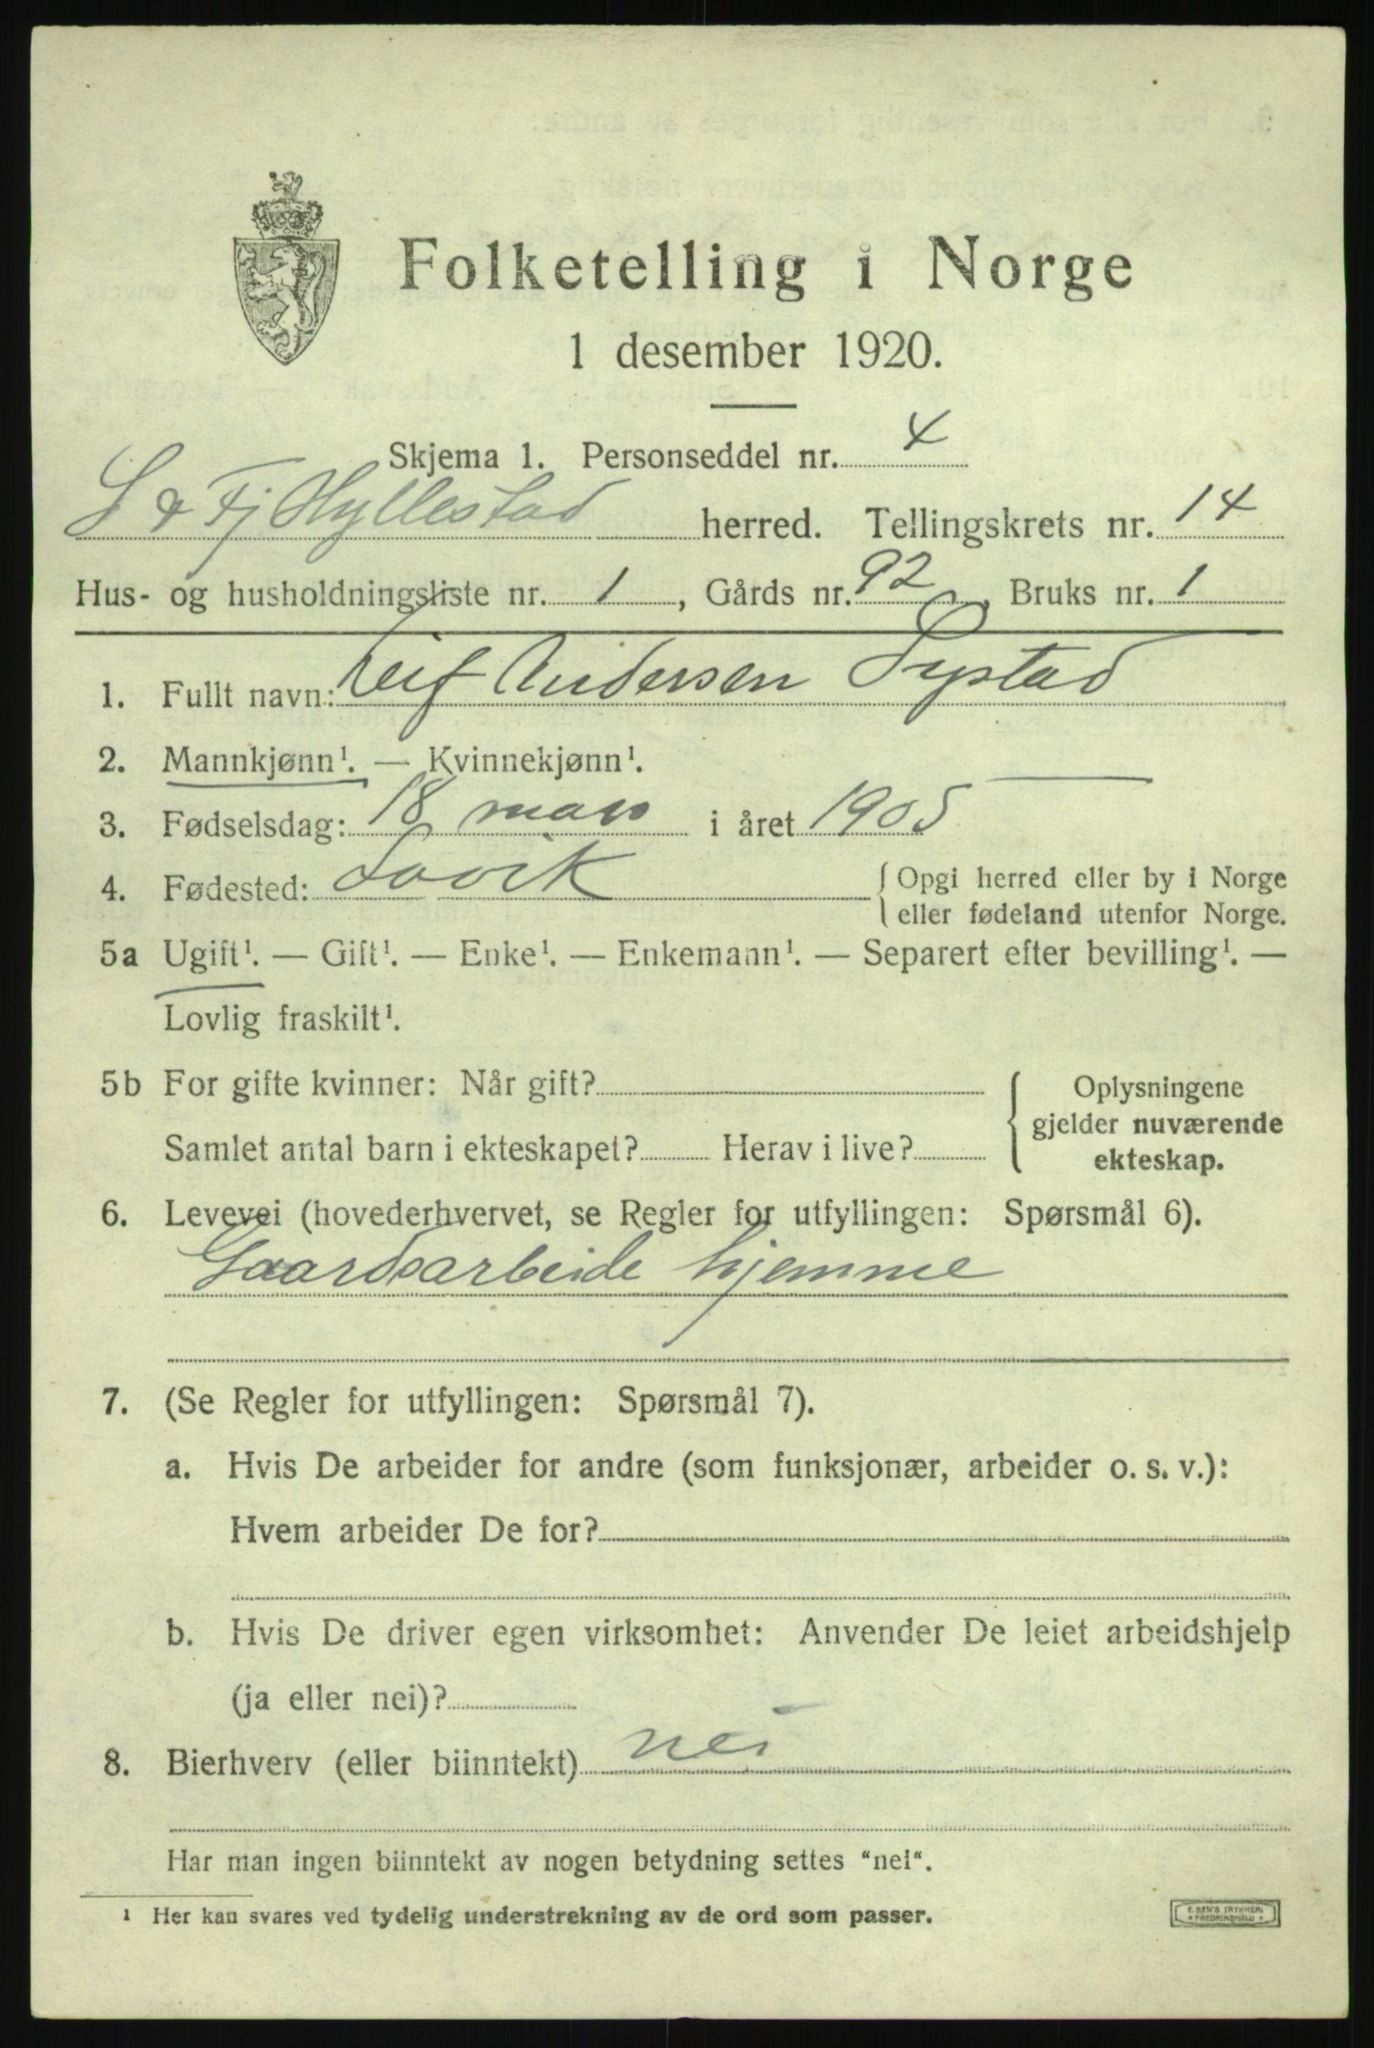 Folketelling i Norge
1 desember 1920.
Skjema 1. Personseddel nr. 4
S & Fj Hyllestad herred. Tellingskrets nr. 14
Hus- og husholdningsliste nr. 1, Gårds nr. 92, Bruks nr. 1
1. Fullt navn: Leif Andersen Systad
2. Mannkjønn¹. — Kvinnekjønn¹.
3. Fødselsdag: 18 mars i året 1905
4. Fødested: Lavik { Opgi herred eller by i Norge
eller fødeland utenfor Norge.
5a Ugift¹. — Gift¹. — Enke¹. — Enkemann¹. — Separert efter bevilling¹. —
Lovlig fraskilt¹.
5b For gifte kvinner: Når gift?
Samlet antal barn i ekteskapet? Herav i live?
{ Oplysningene
gjelder nuværende
ekteskap.
6. Levevei (hovederhvervet, se Regler for utfyllingen: Spørsmål 6).
Gaardsarbeide hjemme
7. (Se Regler for utfyllingen: Spørsmål 7).
a. Hvis De arbeider for andre (som funksjonær, arbeider o. s. v.):
Hvem arbeider De for?
b. Hvis De driver egen virksomhet: Anvender De leiet arbeidshjelp
(ja eller nei)?
8. Bierhverv (eller biinntekt) nei
Har man ingen biinntekt av nogen betydning settes “nei“.
¹ Her kan svares ved tydelig understrekning av de ord som passer.
E. SEM'S TRYKKERI
* FREDRIKSHALD *